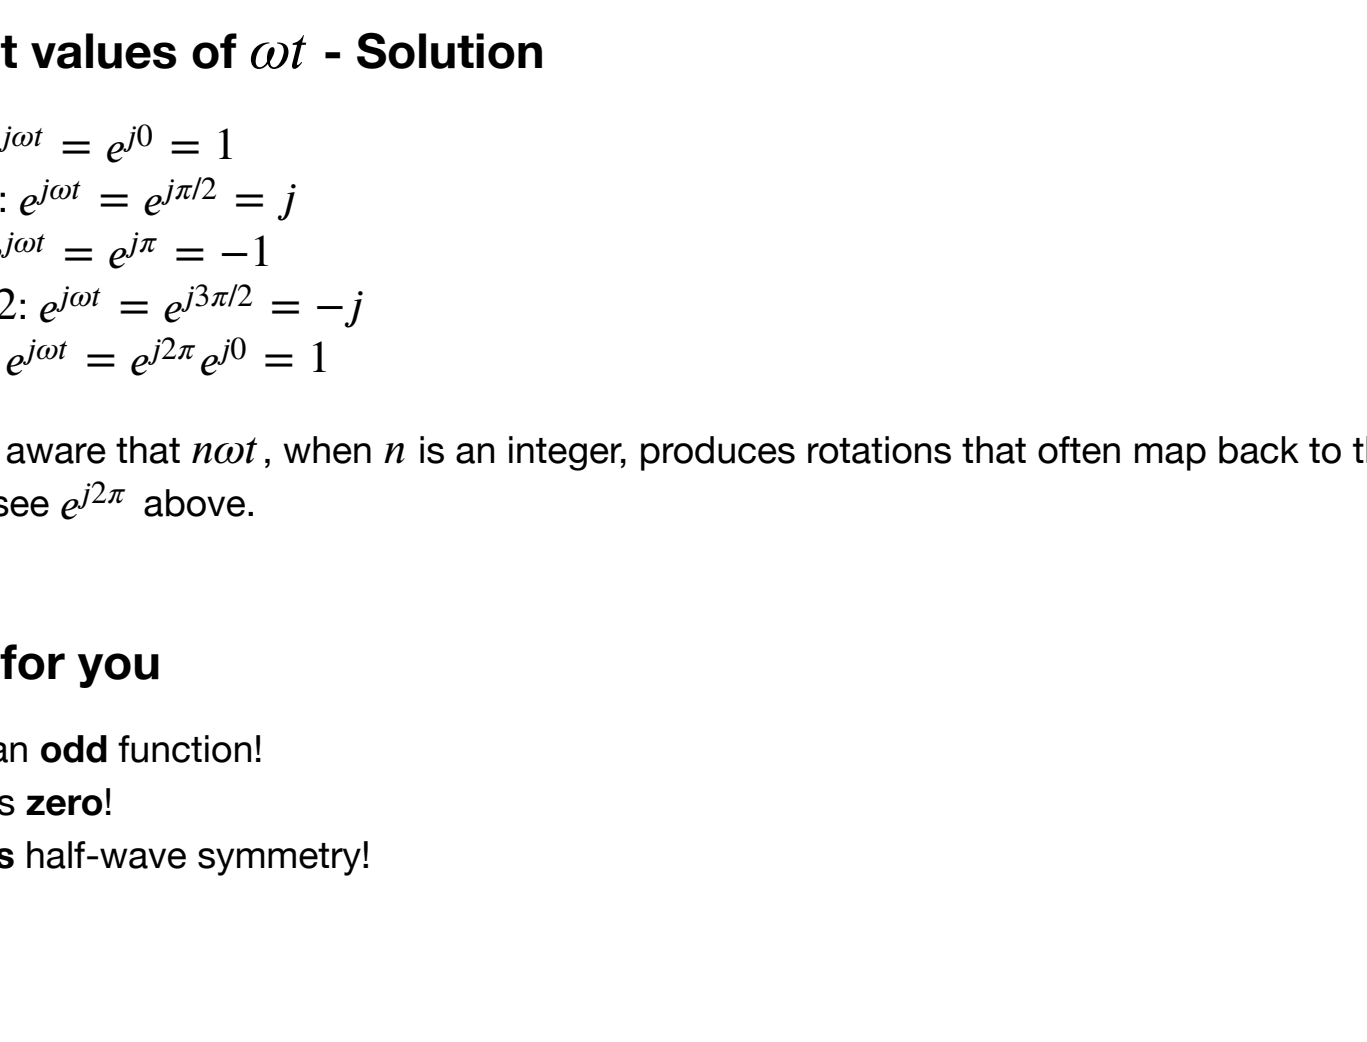 t values of ωt - Solution
jωt = e^{j0} = 1
: e^{jωt} = e^{jπ/2} = j
jωt = e^{jπ} = −1
2: e^{jωt} = e^{j3π/2} = −j
e^{jωt} = e^{j2π} e^{j0} = 1
aware that nωt, when n is an integer, produces rotations that often map back to t
see e^{j2π} above.
for you
an odd function!
s zero!
s half-wave symmetry!